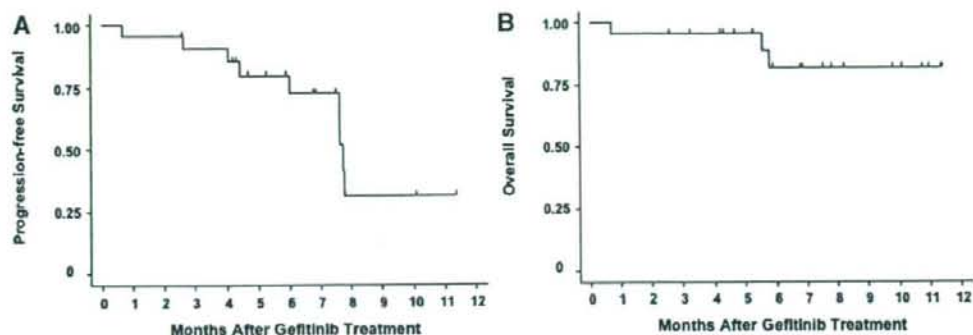 A
B
Progression-free Survival
1.00
0.75
0.50
0.25
0
0 1 2 3 4 5 6 7 8 9 10 11 12
Months After Gefitinib Treatment
Overall Survival
1.00
0.75
0.50
0.25
0
0 1 2 3 4 5 6 7 8 9 10 11 12
Months After Gefitinib Treatment